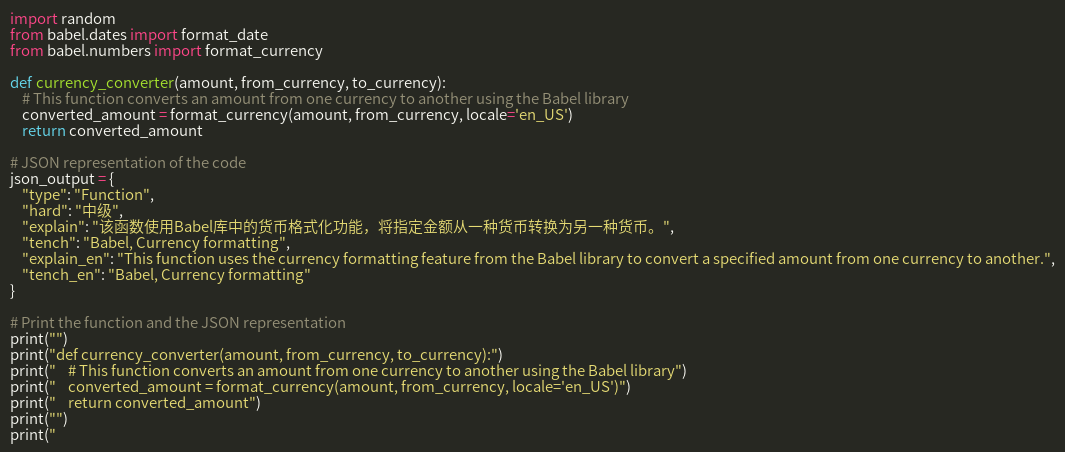 import random
from babel.dates import format_date
from babel.numbers import format_currency

def currency_converter(amount, from_currency, to_currency):
    # This function converts an amount from one currency to another using the Babel library
    converted_amount = format_currency(amount, from_currency, locale='en_US')
    return converted_amount

# JSON representation of the code
json_output = {
    "type": "Function",
    "hard": "中级",
    "explain": "该函数使用Babel库中的货币格式化功能，将指定金额从一种货币转换为另一种货币。",
    "tench": "Babel, Currency formatting",
    "explain_en": "This function uses the currency formatting feature from the Babel library to convert a specified amount from one currency to another.",
    "tench_en": "Babel, Currency formatting"
}

# Print the function and the JSON representation
print("")
print("def currency_converter(amount, from_currency, to_currency):")
print("    # This function converts an amount from one currency to another using the Babel library")
print("    converted_amount = format_currency(amount, from_currency, locale='en_US')")
print("    return converted_amount")
print("")
print("